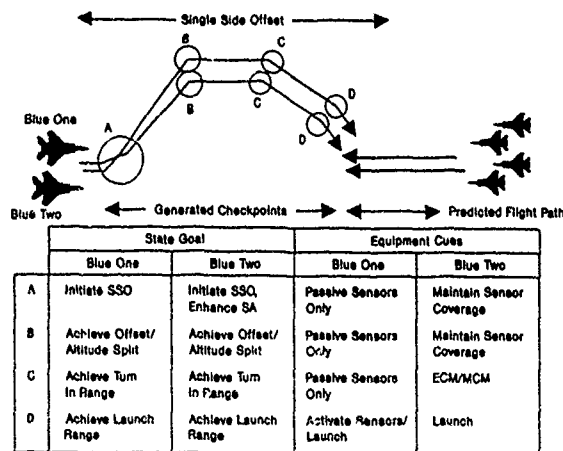 Single Side Offset
B
C
D
Blue One
A
B
C
D
Blue Two
Generated Checkpoints
Predicted Flight Path
State Goal
Equipment Cues
Blue One
Blue Two
Blue One
Blue Two
A
Initiate SSO
Initiate SSO,
Enhance SA
Passive Sensors
Only
Maintain Sensor
Coverage
B
Achieve Offset/
Altitude Split
Achieve Offset/
Altitude Split
Passive Sensors
Only
Maintain Sensor
Coverage
C
Achieve Turn
In Range
Achieve Turn
In Range
Passive Sensors
Only
ECM/MCM
D
Achieve Launch
Range
Achieve Launch
Range
Activate Sensors/
Launch
Launch